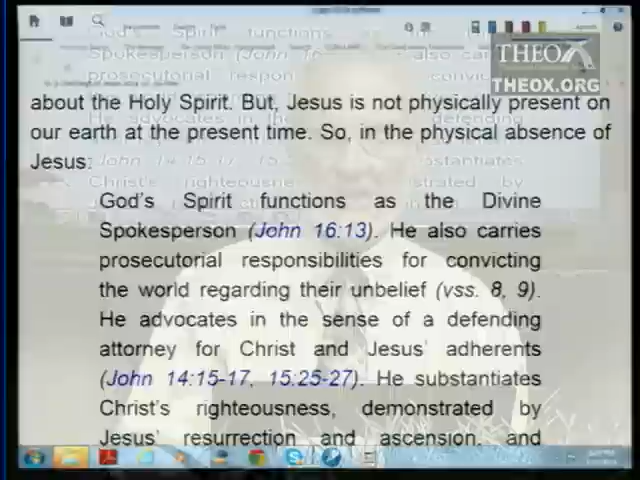 THEOX
THEOX.ORG
about the Holy Spirit. But, Jesus is not physically present on
our earth at the present time. So, in the physical absence of
Jesus:
God's Spirit functions as the Divine
Spokesperson (John 16:13). He also carries
prosecutorial responsibilities for convicting
the world regarding their unbelief (vss. 8, 9).
He advocates in the sense of a defending
attorney for Christ and Jesus' adherents
(John 14:15-17, 15:25-27). He substantiates
Christ's righteousness, demonstrated by
Jesus' resurrection and ascension, and